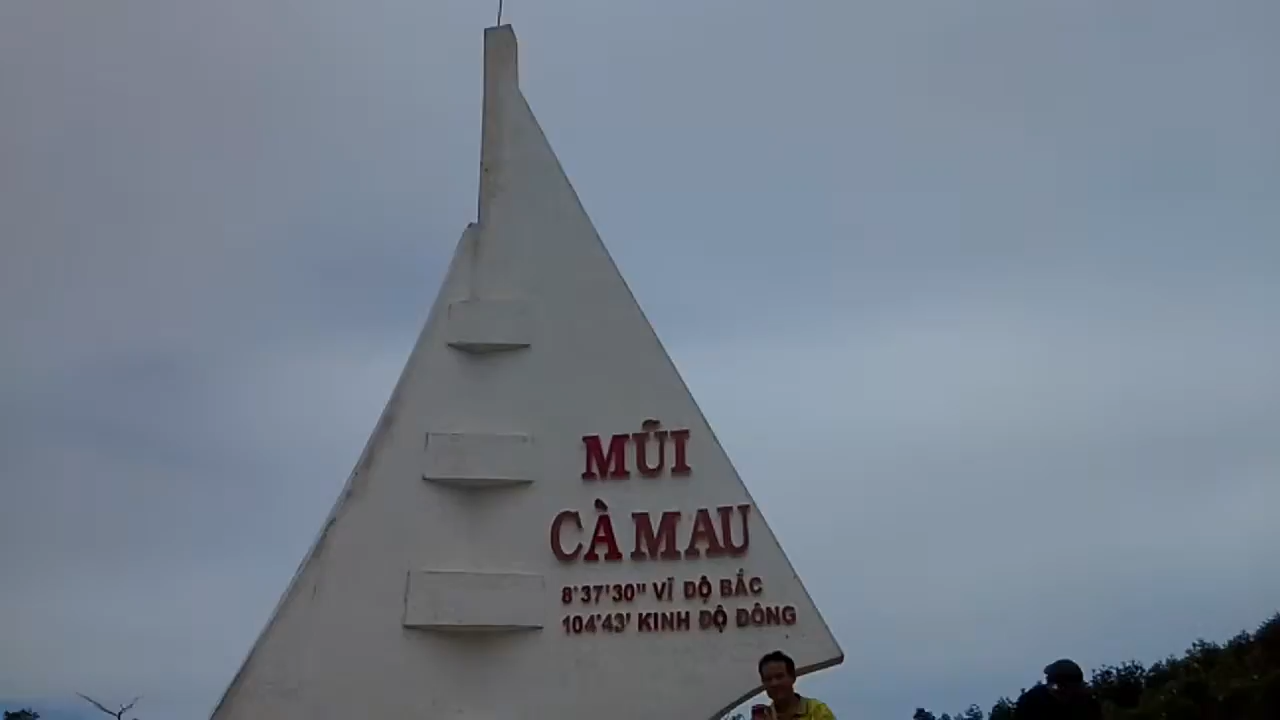 MŨI
CÀ MAU
8'37'30" VĨ ĐỘ BẮC
104'43' KINH ĐỘ ĐÔNG